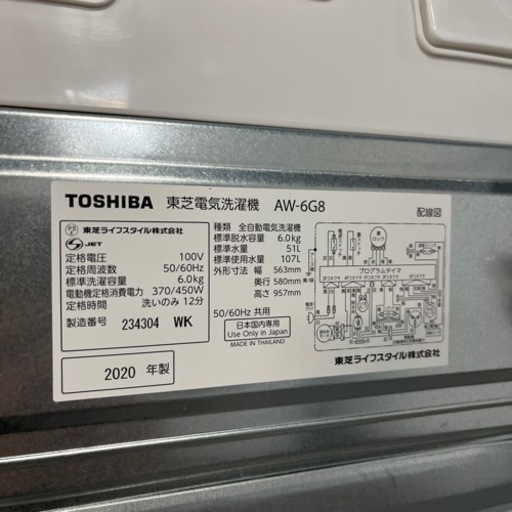 TOSHIBA 東芝電気洗濯機 AW-6G8
配線図
東芝ライフスタイル株式会社
JET
定格電圧 100V
定格周波数 50/60Hz
標準洗濯容量 6.0kg
電動機定格消費電力 370/450W
定格時間 洗いのみ 12分
製造番号 234304 WK
2020 年製
種類 全自動電気洗濯機
標準脱水容量 6.0kg
標準水量 51L
標準使用水量 107L
外形寸法 幅 563mm
奥行 580mm
高さ 957mm
50/60Hz 共用
日本国内専用
Use Only in Japan
MADE IN THAILAND
プログラムタイマ
東芝ライフスタイル株式会社